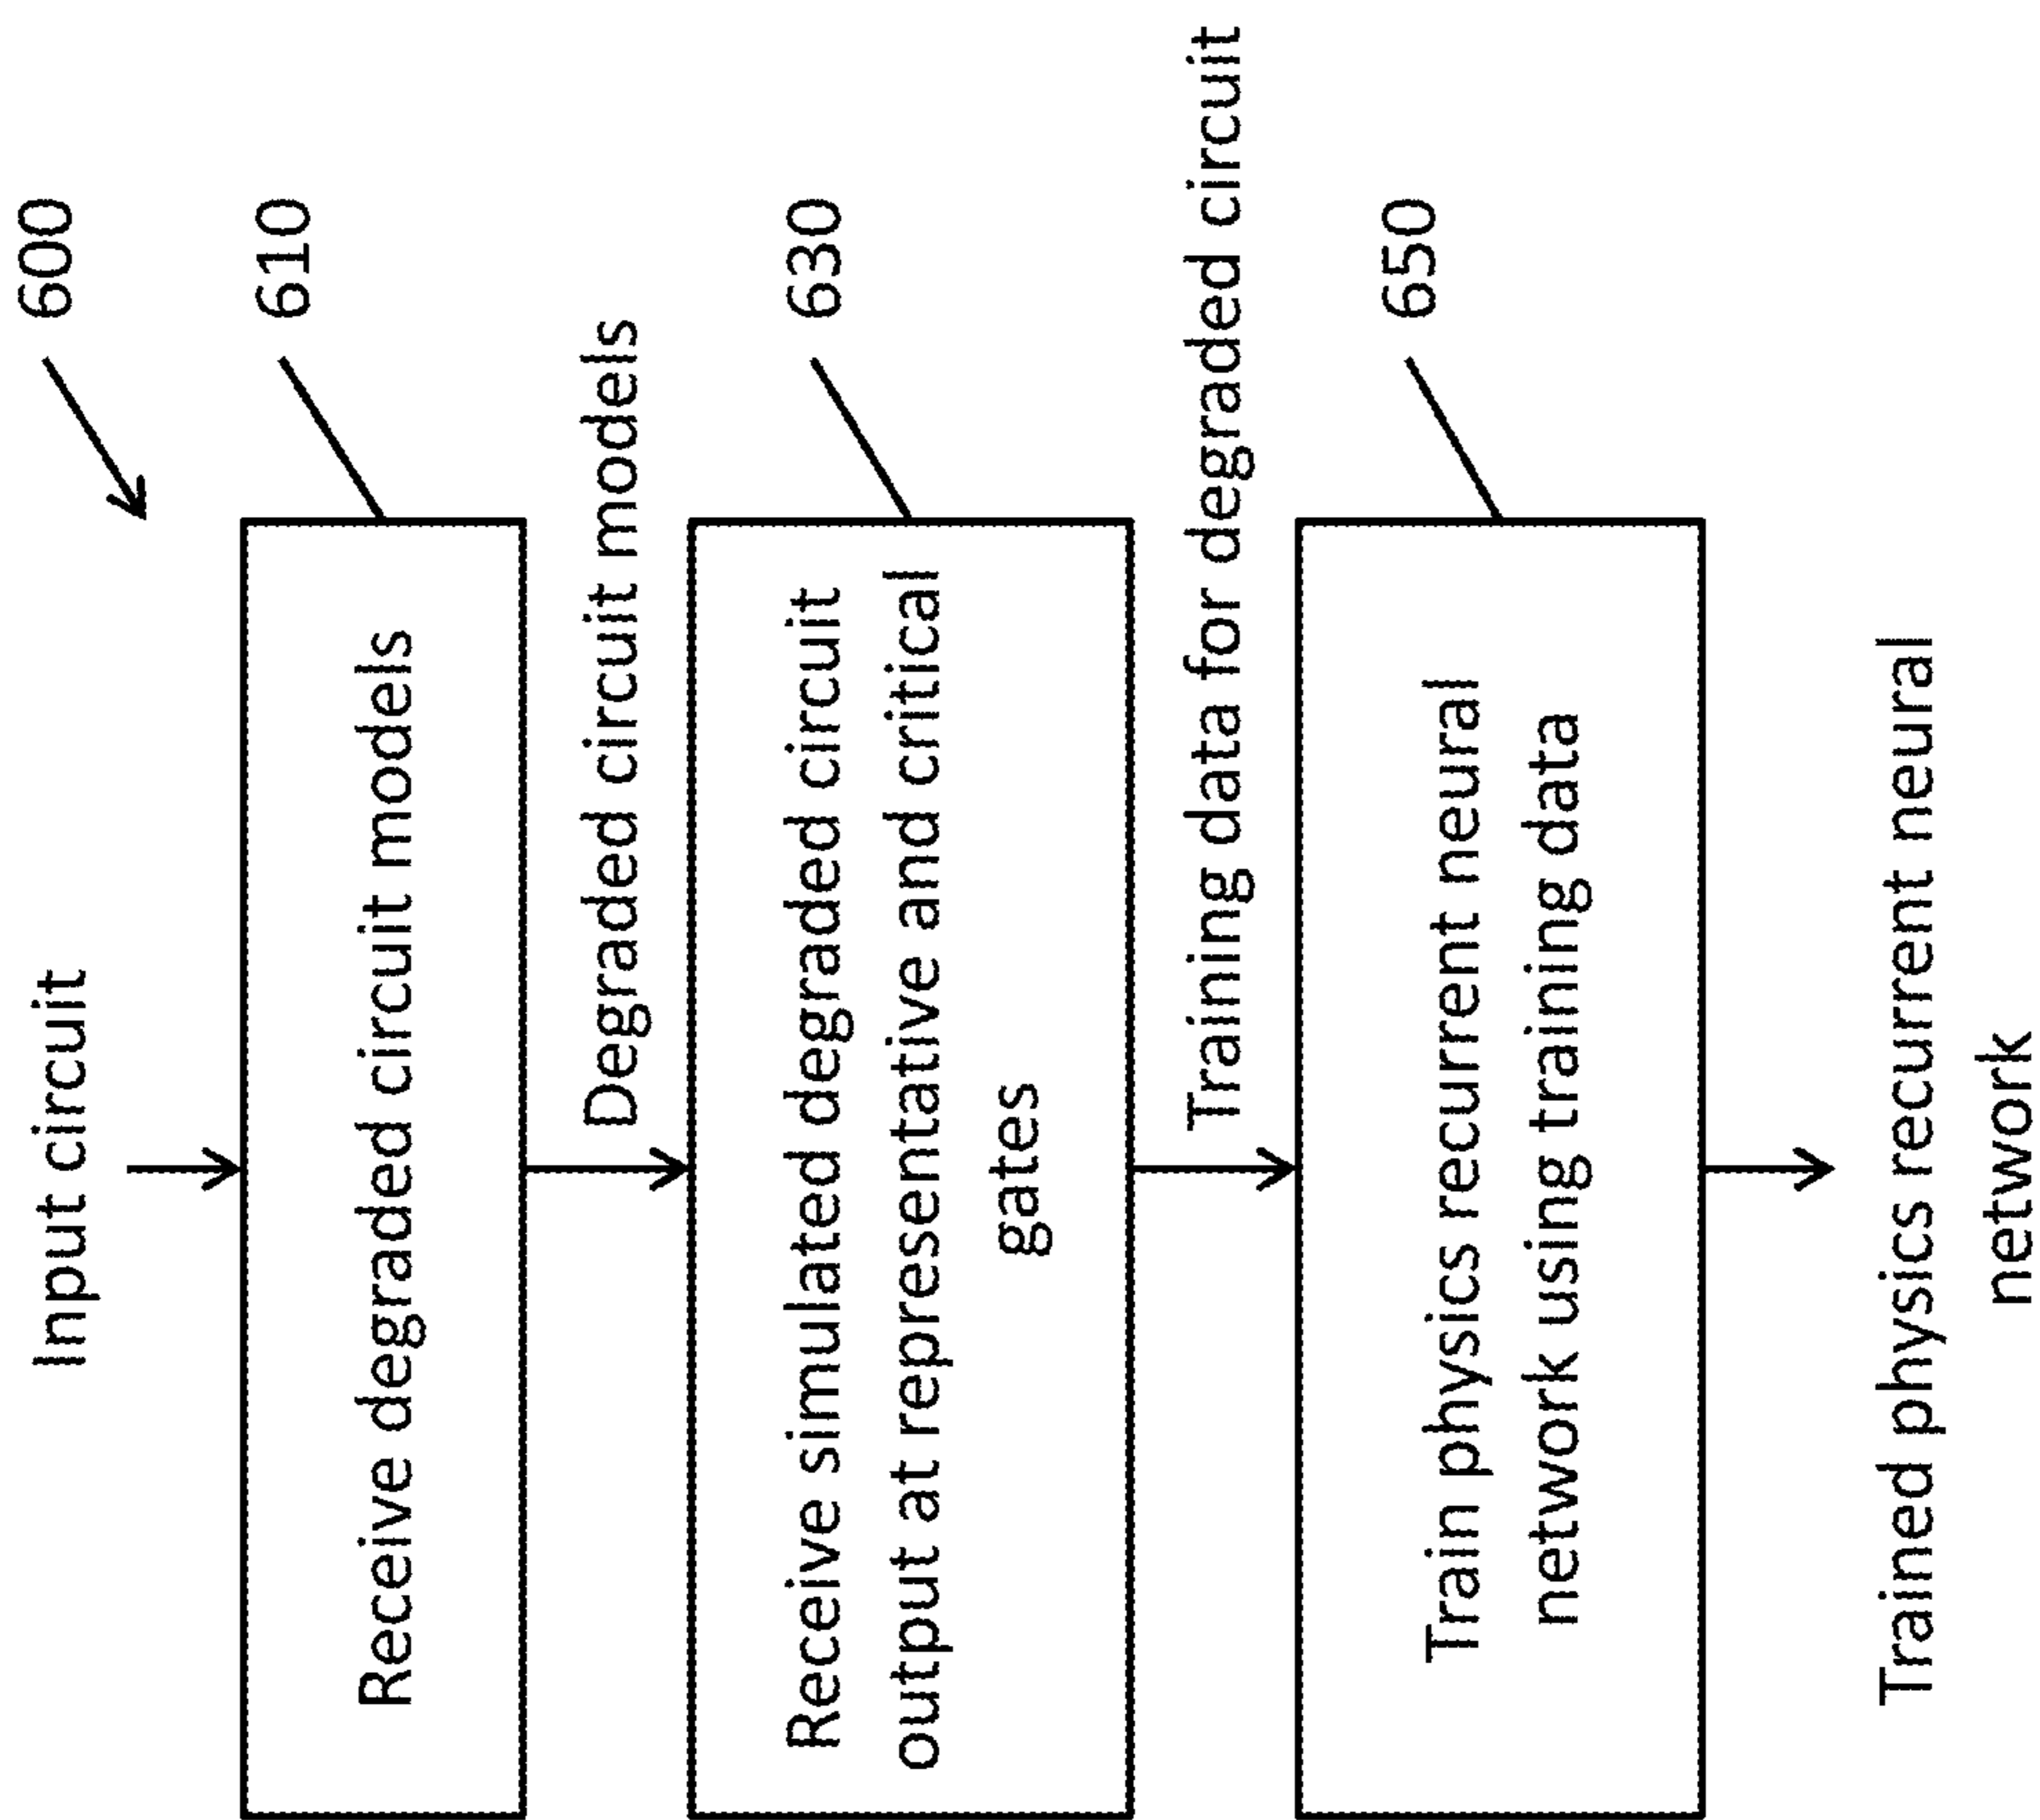 600
Input circuit
610
Receive degraded circuit models
Degraded circuit models
630
Receive simulated degraded circuit
output at representative and critical
gates
Training data for degraded circuit
650
Train physics recurrent neural
network using training data
Trained physics recurrent neural
network